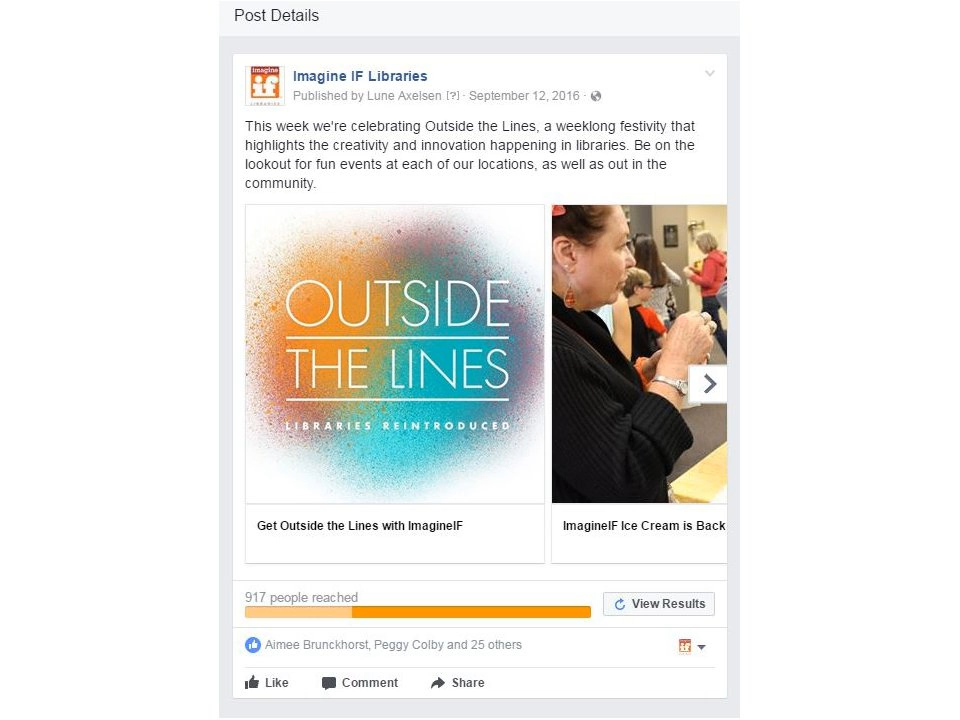 Post Details
imagine
if
LIBRARIES
Imagine IF Libraries
Published by Lune Axelsen [?] · September 12, 2016 ·
This week we're celebrating Outside the Lines, a weeklong festivity that
highlights the creativity and innovation happening in libraries. Be on the
lookout for fun events at each of our locations, as well as out in the
community.
OUTSIDE
THE LINES
LIBRARIES REINTRODUCED
Get Outside the Lines with ImagineIF
ImagineIF Ice Cream is Back
917 people reached
View Results
Aimee Brunckhorst, Peggy Colby and 25 others
if
Like Comment Share